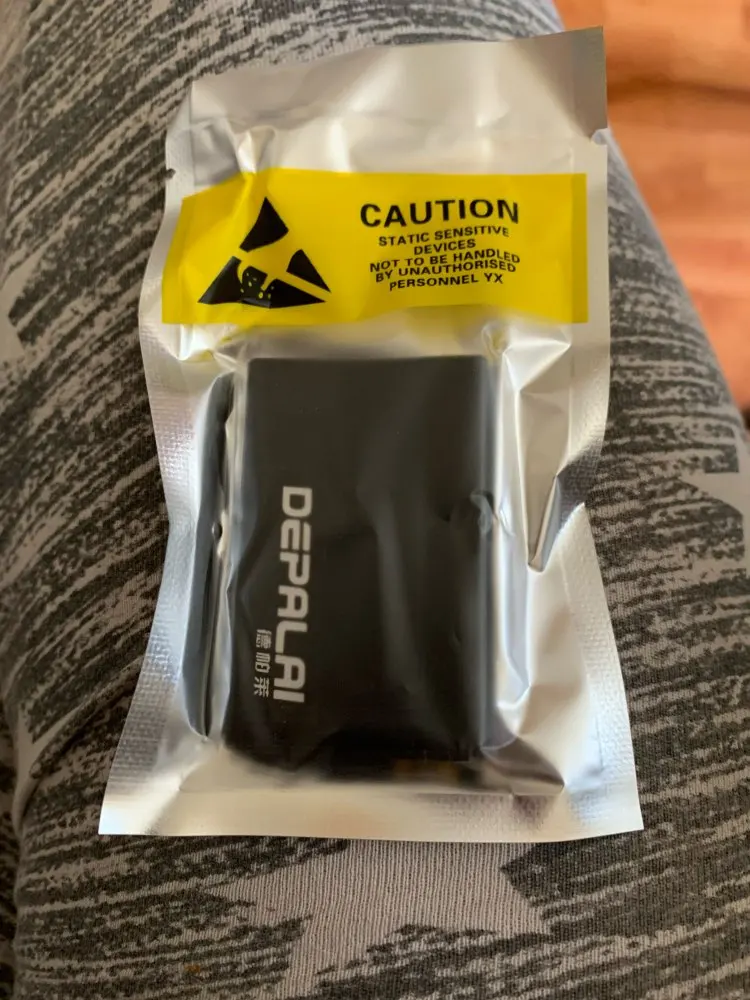 CAUTION
STATIC SENSITIVE
DEVICES
NOT TO BE HANDLED
BY UNAUTHORISED
PERSONNEL YX
DEPALAI
德帕莱